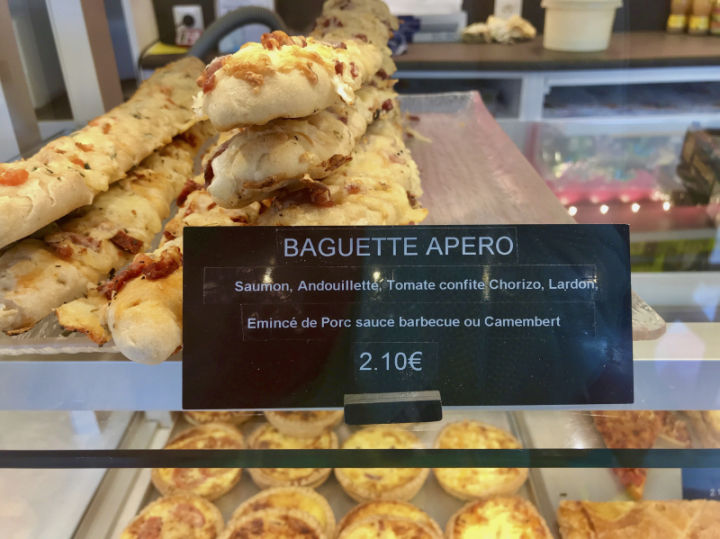 BAGUETTE APERO
Saumon, Andouillette, Tomate confite Chorizo, Lardon,
Emincé de Porc sauce barbecue ou Camembert
2.10€